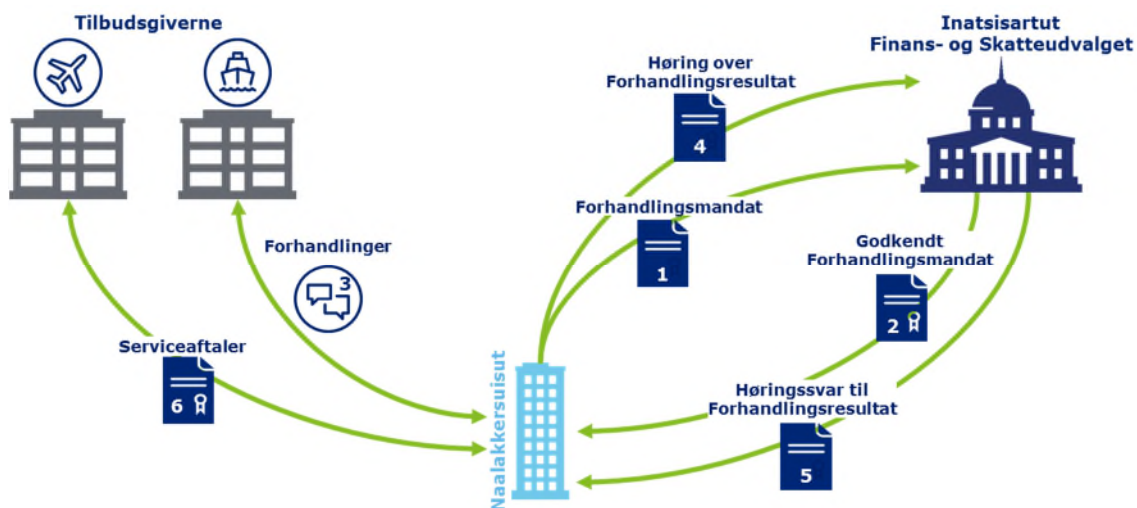 Tilbudsgiverne
Inatsisartut
Finans- og Skatteudvalget
Høring over
Forhandlingsresultat
4
Forhandlingsmandat
1
Godkendt
Forhandlingsmandat
2
Forhandlinger
3
Serviceaftaler
6
Naalakkersuisut
Høringssvar til
Forhandlingsresultat
5